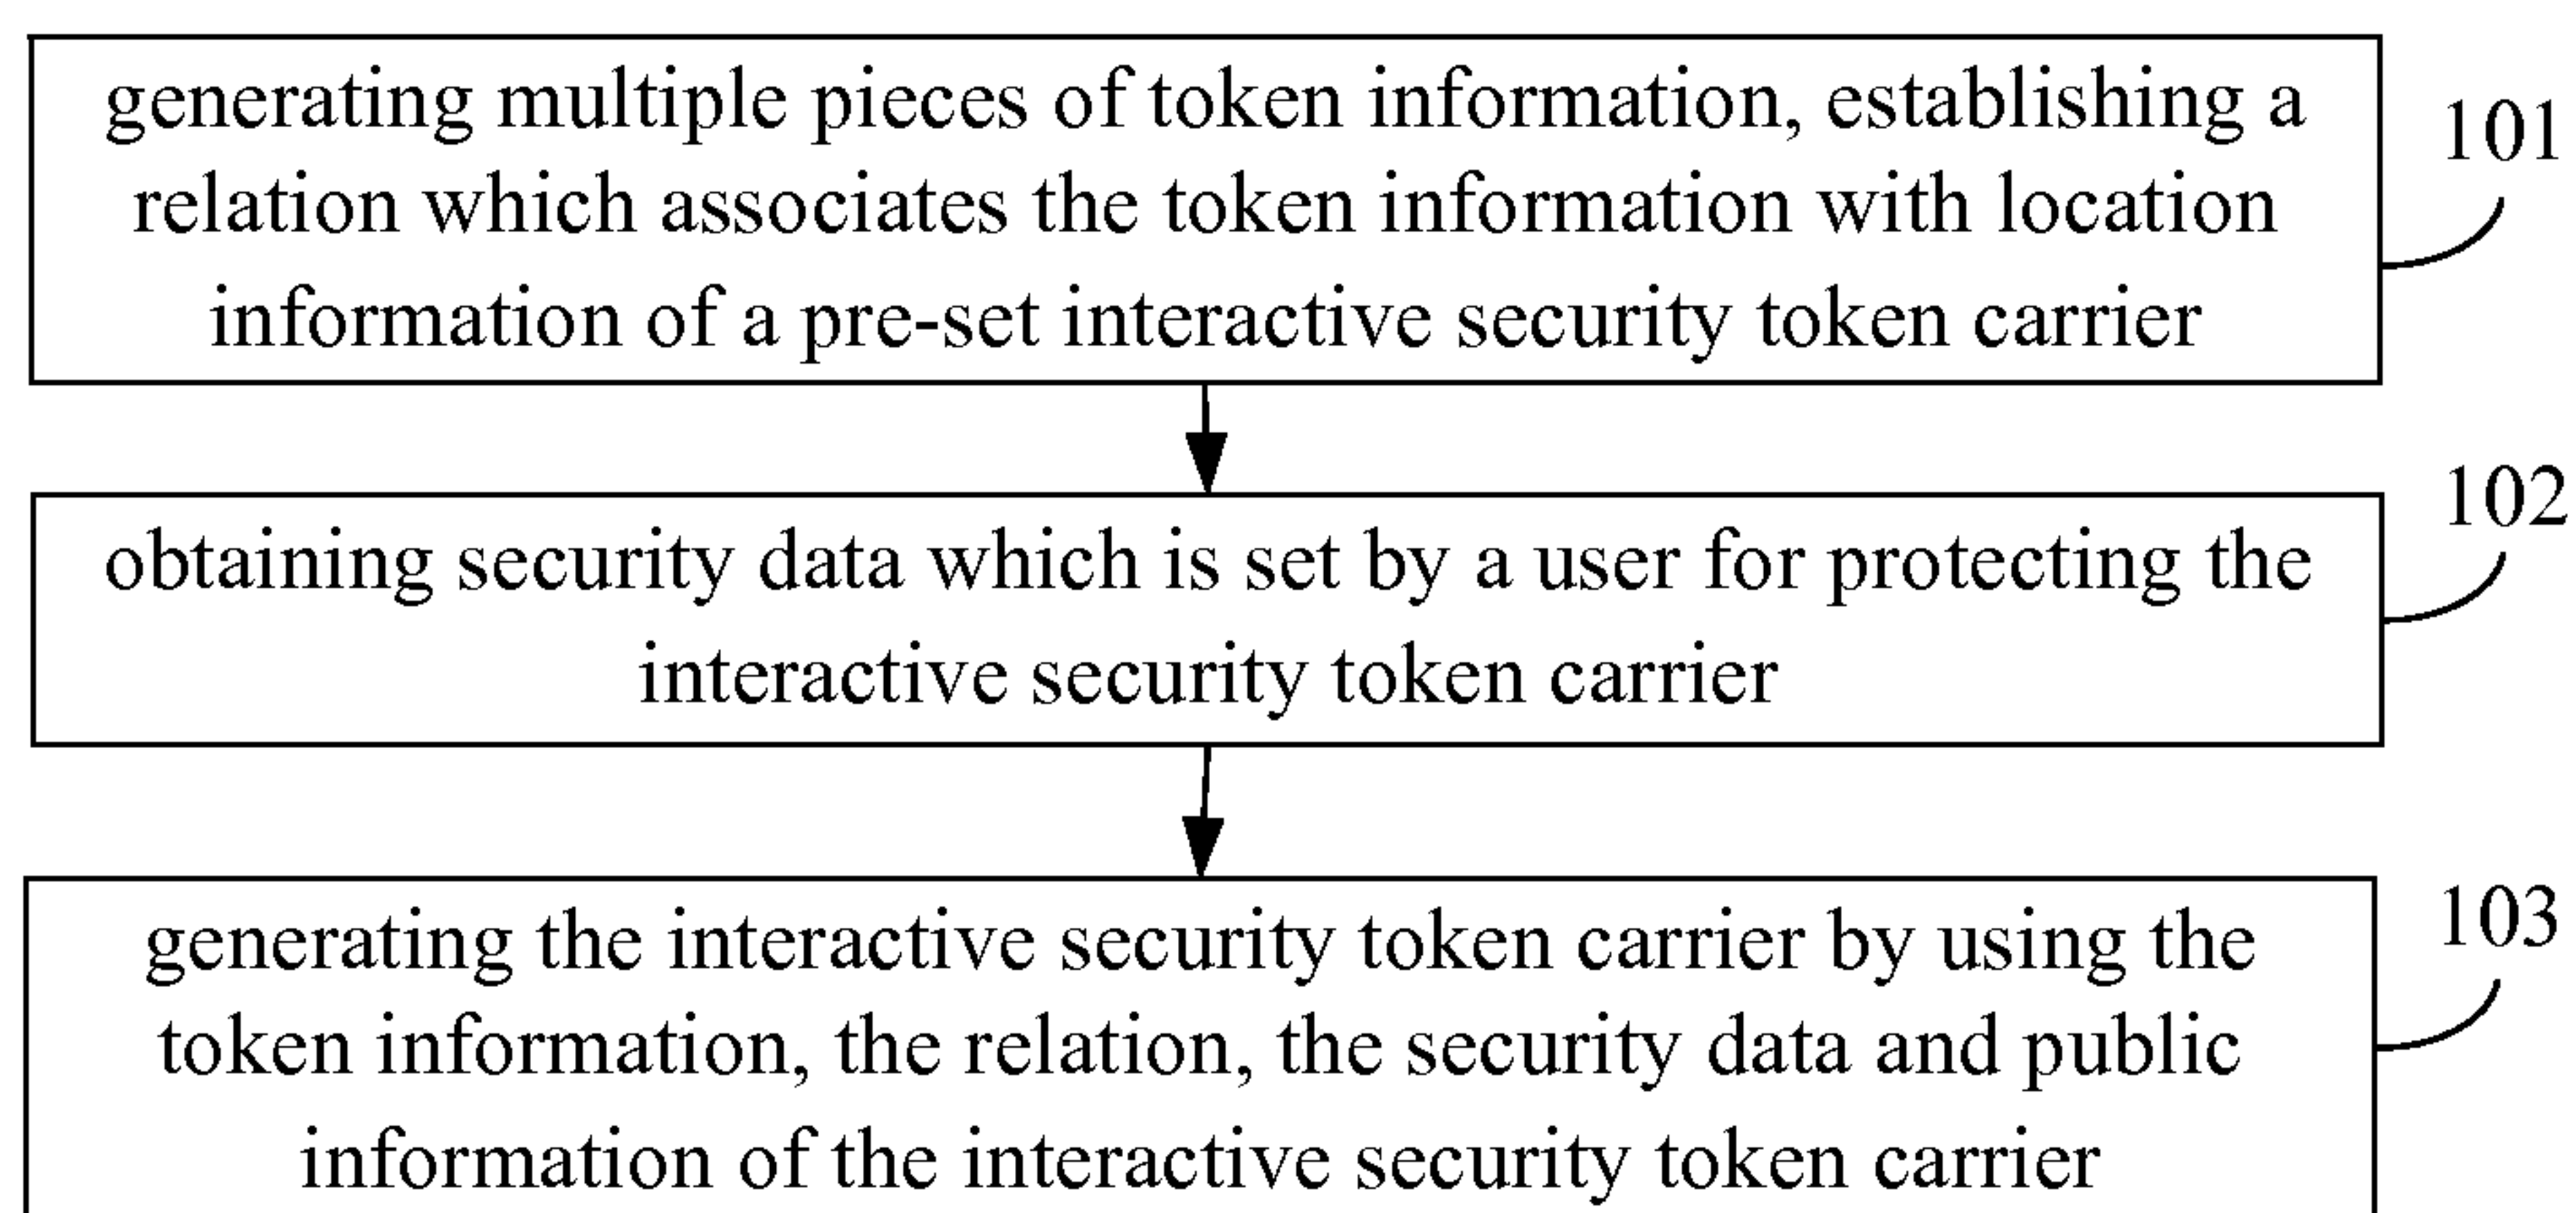 generating multiple pieces of token information, establishing a
relation which associates the token information with location
information of a pre-set interactive security token carrier
101
obtaining security data which is set by a user for protecting the
interactive security token carrier
102
generating the interactive security token carrier by using the
token information, the relation, the security data and public
information of the interactive security token carrier
103